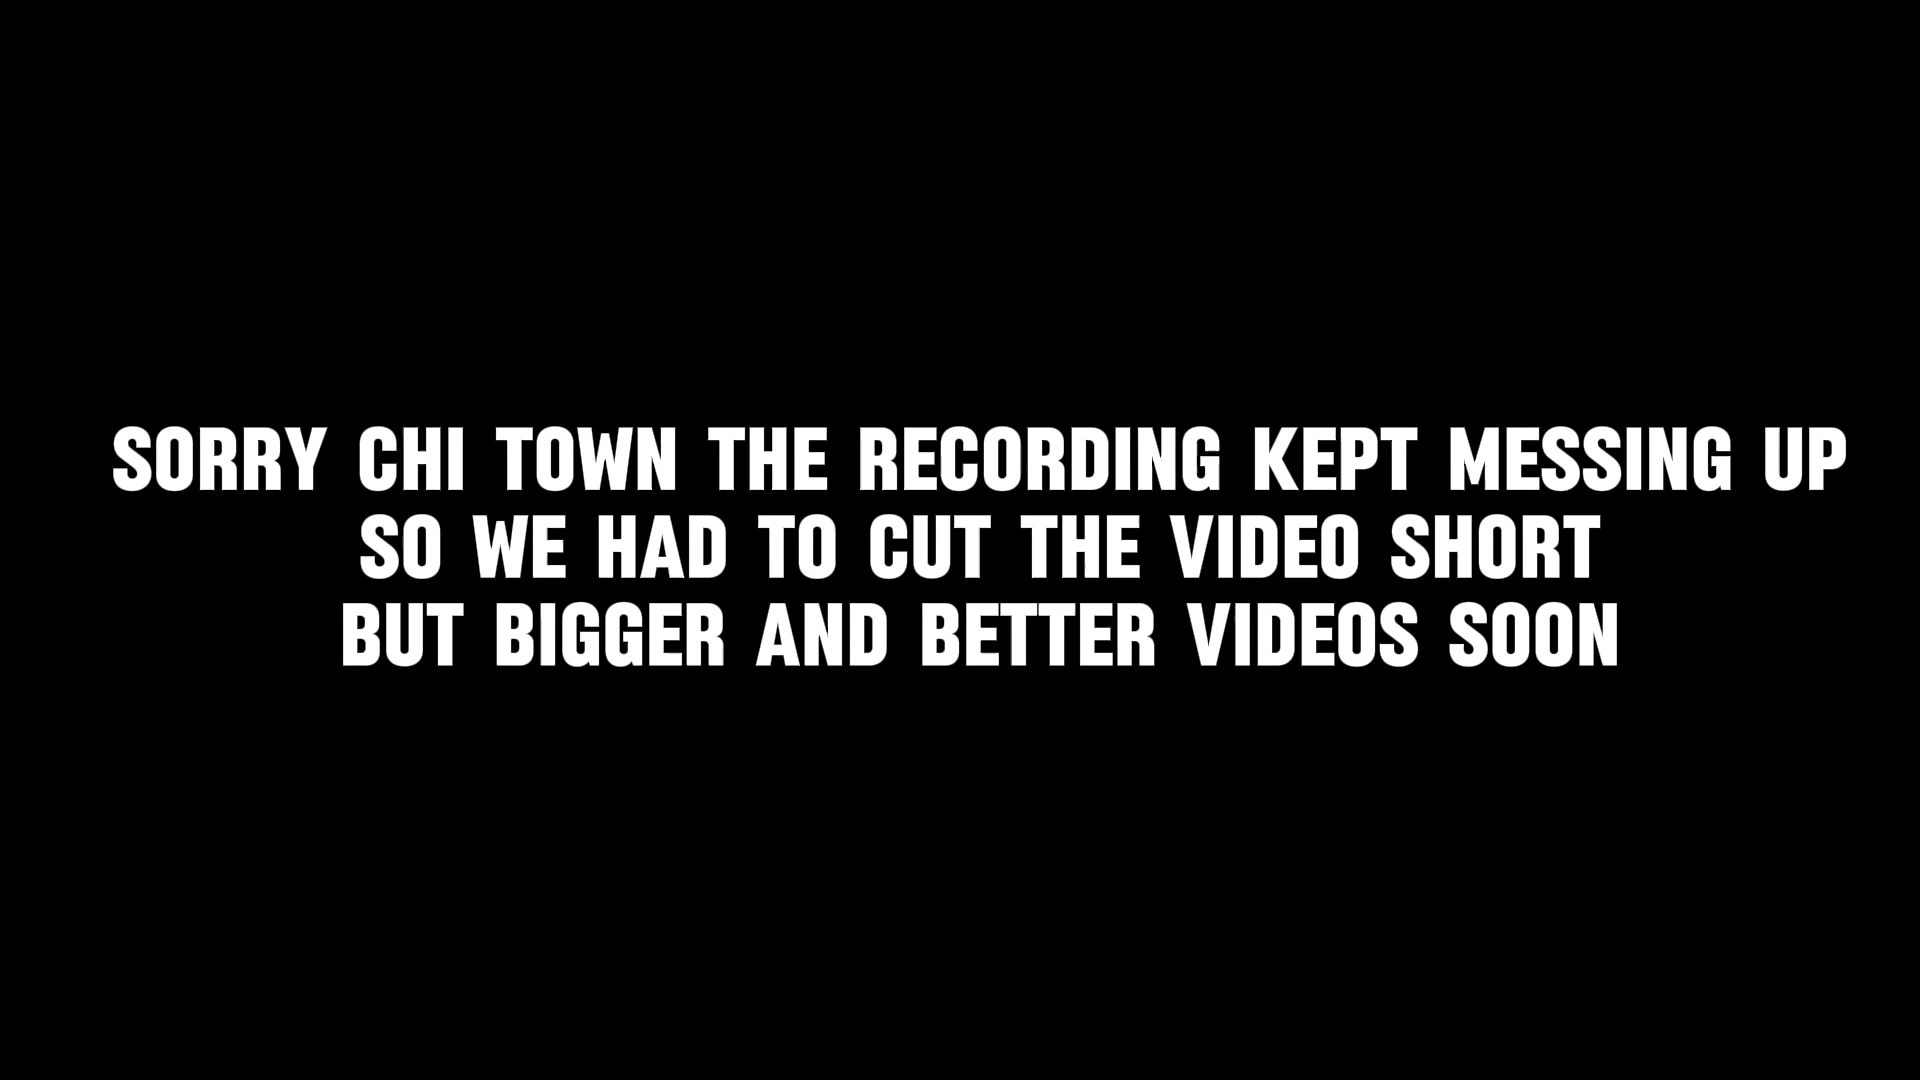 SORRY CHI TOWN THE RECORDING KEPT MESSING UP
SO WE HAD TO CUT THE VIDEO SHORT
BUT BIGGER AND BETTER VIDEOS SOON